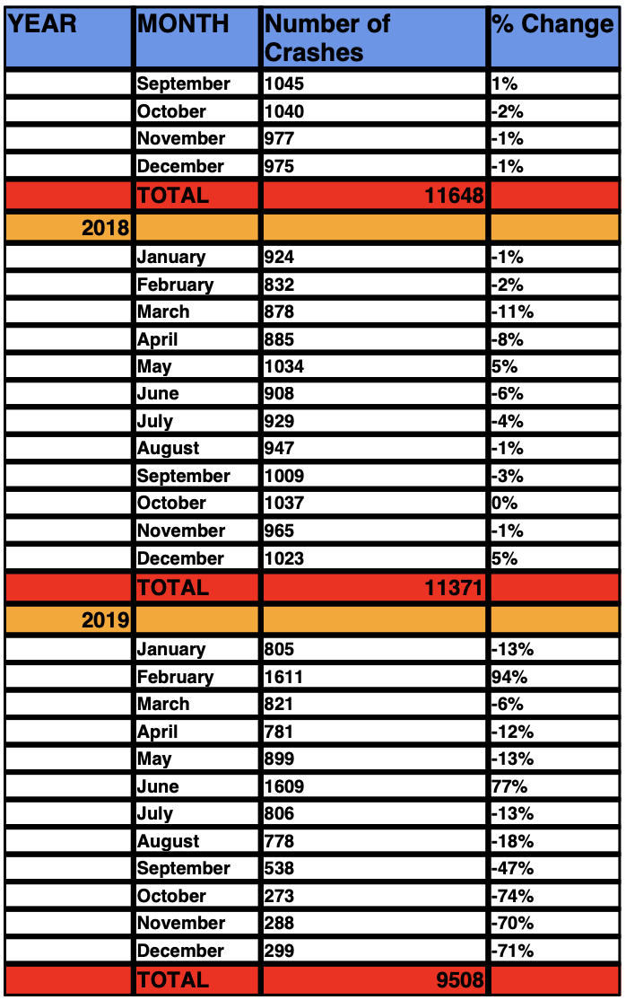 YEAR MONTH Number of Crashes % Change
September 1045 1%
October 1040 -2%
November 977 -1%
December 975 -1%
TOTAL 11648
2018
January 924 -1%
February 832 -2%
March 878 -11%
April 885 -8%
May 1034 5%
June 908 -6%
July 929 -4%
August 947 -1%
September 1009 -3%
October 1037 0%
November 965 -1%
December 1023 5%
TOTAL 11371
2019
January 805 -13%
February 1611 94%
March 821 -6%
April 781 -12%
May 899 -13%
June 1609 77%
July 806 -13%
August 778 -18%
September 538 -47%
October 273 -74%
November 288 -70%
December 299 -71%
TOTAL 9508